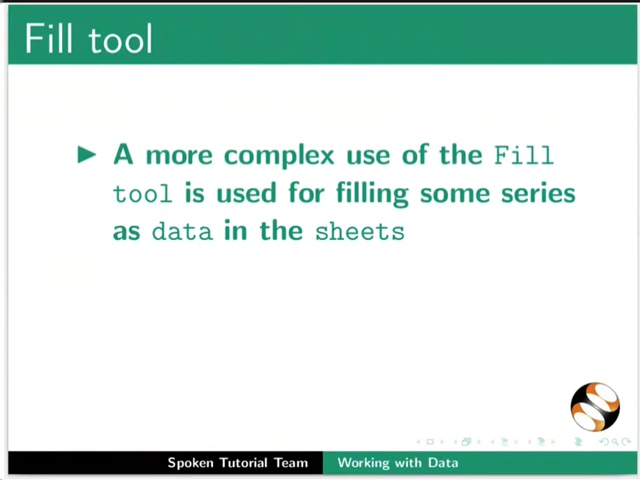 Fill tool
A more complex use of the Fill
tool is used for filling some series
as data in the sheets
Spoken Tutorial Team
Working with Data